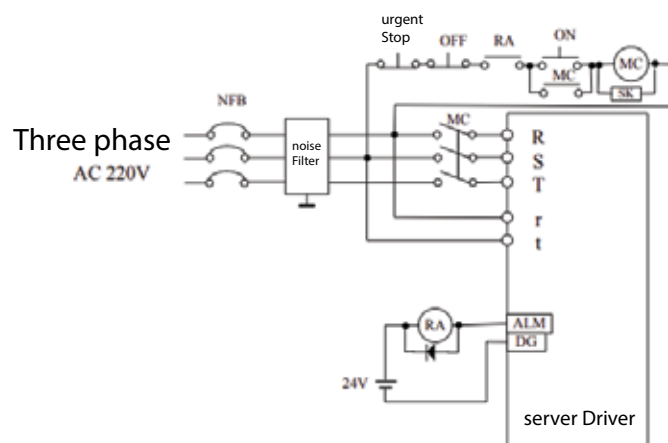 urgent
Stop
OFF
RA
ON
MC
MC
SK
NFB
Three phase
AC 220V
noise
Filter
MC
R
S
T
r
t
RA
ALM
DG
24V
server Driver